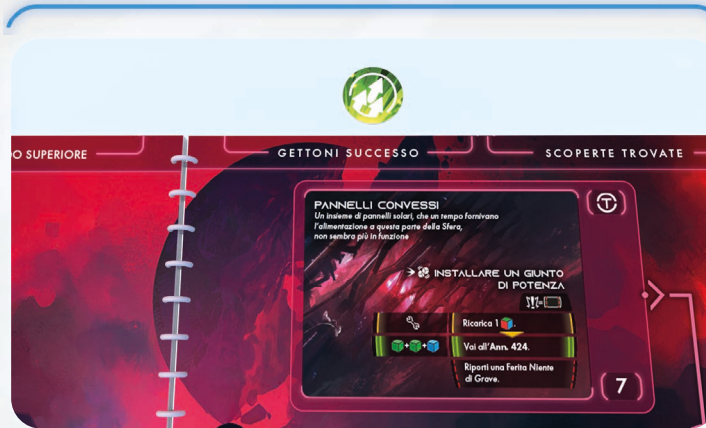 O SUPERIORE
GETTONI SUCCESSO
SCOPERTE TROVATE
PANNELLI CONVESSI
Un insieme di pannelli solari, che un tempo fornivano
l'alimentazione a questa parte della Sfera,
non sembra più in funzione
T
INSTALLARE UN GIUNTO
DI POTENZA
Ricarica 1 .
+ +
Vai all'Ann. 424.
Riporti una Ferita Niente
di Grave.
7